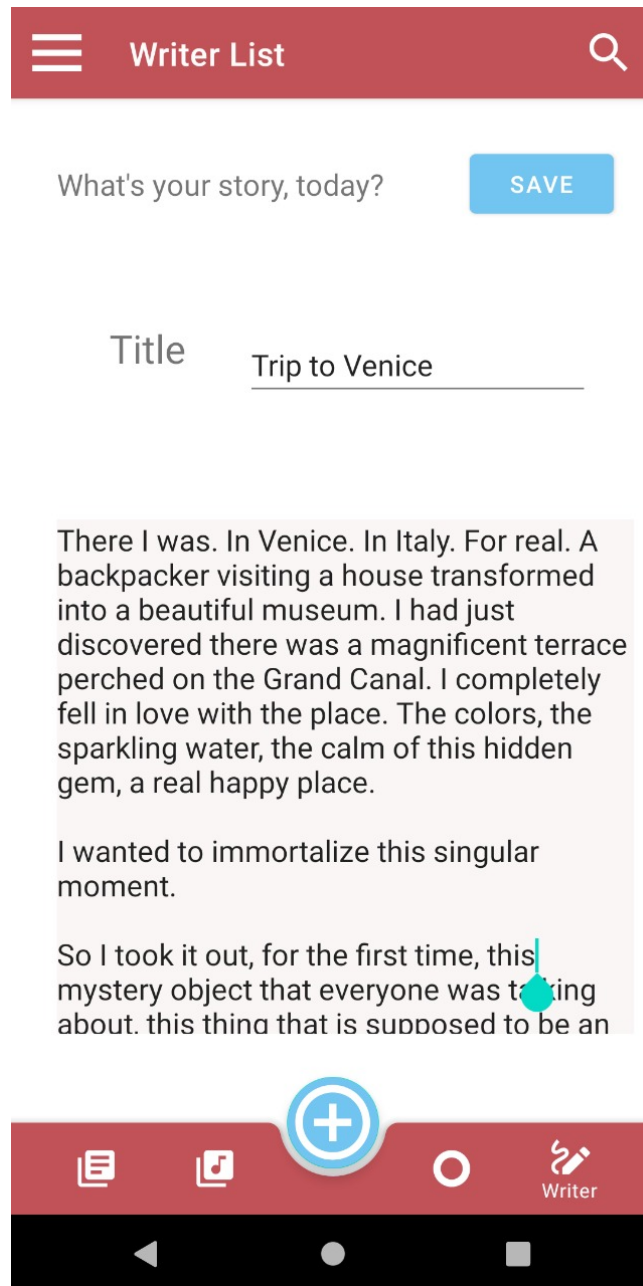 Writer List
What's your story, today?
SAVE
Title
Trip to Venice
There I was. In Venice. In Italy. For real. A
backpacker visiting a house transformed
into a beautiful museum. I had just
discovered there was a magnificent terrace
perched on the Grand Canal. I completely
fell in love with the place. The colors, the
sparkling water, the calm of this hidden
gem, a real happy place.
I wanted to immortalize this singular
moment.
So I took it out, for the first time, this
mystery object that everyone was talking
about, this thing that is supposed to be an
Writer